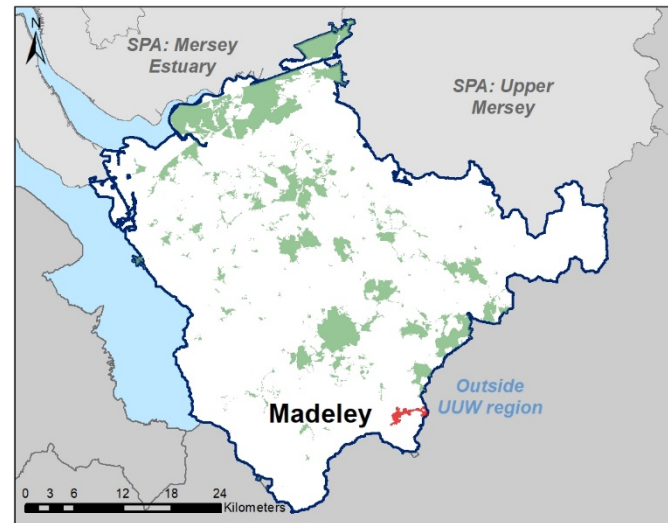 N
SPA: Mersey
Estuary
SPA: Upper
Mersey
Outside
UUW region
Madeley
0 3 6 12 18 24
Kilometers